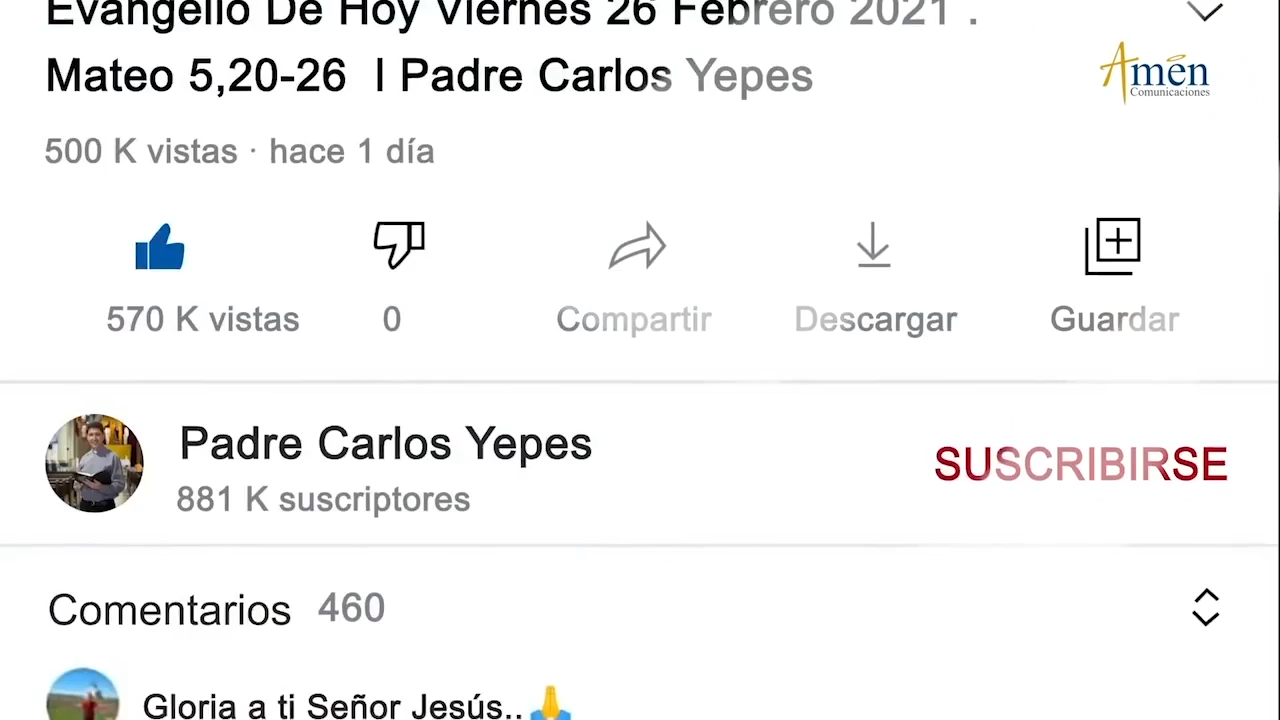 Evangelio De Hoy Viernes 26 Febrero 2021 .
Mateo 5,20-26 I Padre Carlos Yepes
Amén
Comunicaciones
500 K vistas · hace 1 día
570 K vistas
0
Compartir
Descargar
Guardar
Padre Carlos Yepes
881 K suscriptores
SUSCRIBIRSE
Comentarios 460
Gloria a ti Señor Jesús..🙏